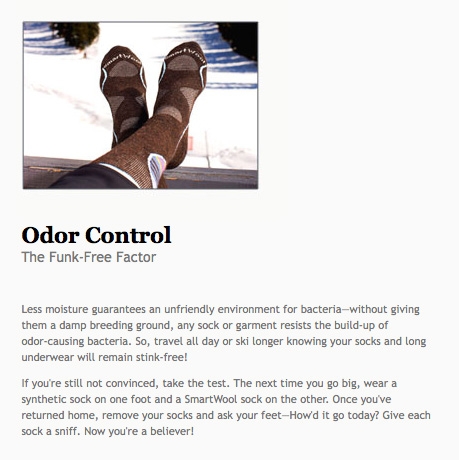 SmartWool
SmartWool
Odor Control
The Funk-Free Factor
Less moisture guarantees an unfriendly environment for bacteria—without giving
them a damp breeding ground, any sock or garment resists the build-up of
odor-causing bacteria. So, travel all day or ski longer knowing your socks and long
underwear will remain stink-free!
If you're still not convinced, take the test. The next time you go big, wear a
synthetic sock on one foot and a SmartWool sock on the other. Once you've
returned home, remove your socks and ask your feet—How'd it go today? Give each
sock a sniff. Now you're a believer!